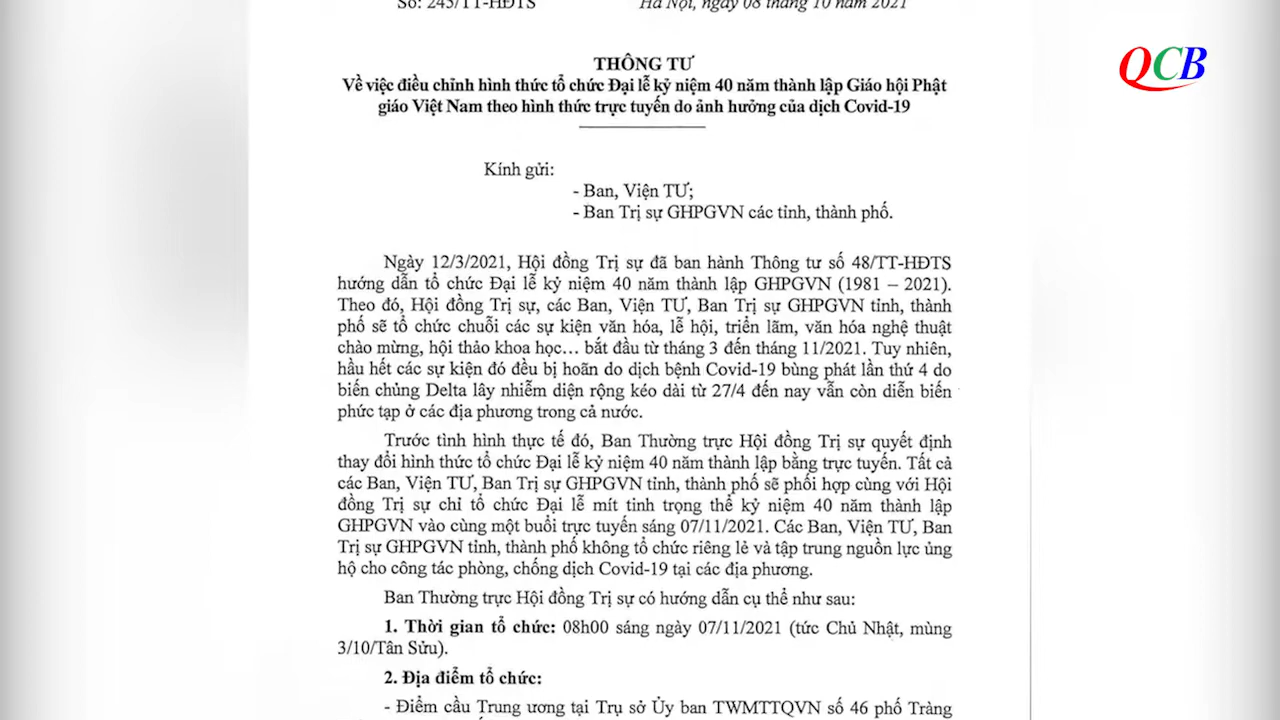 Số: 245/TT-HĐTS
Hà Nội, ngày 08 tháng 10 năm 2021
QCB
THÔNG TƯ
Về việc điều chỉnh hình thức tổ chức Đại lễ kỷ niệm 40 năm thành lập Giáo hội Phật
giáo Việt Nam theo hình thức trực tuyến do ảnh hưởng của dịch Covid-19
Kính gửi:
- Ban, Viện TƯ;
- Ban Trị sự GHPGVN các tỉnh, thành phố.
Ngày 12/3/2021, Hội đồng Trị sự đã ban hành Thông tư số 48/TT-HĐTS
hướng dẫn tổ chức Đại lễ kỷ niệm 40 năm thành lập GHPGVN (1981 – 2021).
Theo đó, Hội đồng Trị sự, các Ban, Viện TƯ, Ban Trị sự GHPGVN tỉnh, thành
phố sẽ tổ chức chuỗi các sự kiện văn hóa, lễ hội, triển lãm, văn hóa nghệ thuật
chào mừng, hội thảo khoa học… bắt đầu từ tháng 3 đến tháng 11/2021. Tuy nhiên,
hầu hết các sự kiện đó đều bị hoãn do dịch bệnh Covid-19 bùng phát lần thứ 4 do
biến chủng Delta lây nhiễm diện rộng kéo dài từ 27/4 đến nay vẫn còn diễn biến
phức tạp ở các địa phương trong cả nước.
Trước tình hình thực tế đó, Ban Thường trực Hội đồng Trị sự quyết định
thay đổi hình thức tổ chức Đại lễ kỷ niệm 40 năm thành lập bằng trực tuyến. Tất cả
các Ban, Viện TƯ, Ban Trị sự GHPGVN tỉnh, thành phố sẽ phối hợp cùng với Hội
đồng Trị sự chỉ tổ chức Đại lễ mít tinh trọng thể kỷ niệm 40 năm thành lập
GHPGVN vào cùng một buổi trực tuyến sáng 07/11/2021. Các Ban, Viện TƯ, Ban
Trị sự GHPGVN tỉnh, thành phố không tổ chức riêng lẻ và tập trung nguồn lực ủng
hộ cho công tác phòng, chống dịch Covid-19 tại các địa phương.
Ban Thường trực Hội đồng Trị sự có hướng dẫn cụ thể như sau:
1. Thời gian tổ chức: 08h00 sáng ngày 07/11/2021 (tức Chủ Nhật, mùng
3/10/Tân Sửu).
2. Địa điểm tổ chức:
- Điểm cầu Trung ương tại Trụ sở Ủy ban TWMTTQVN số 46 phố Tràng